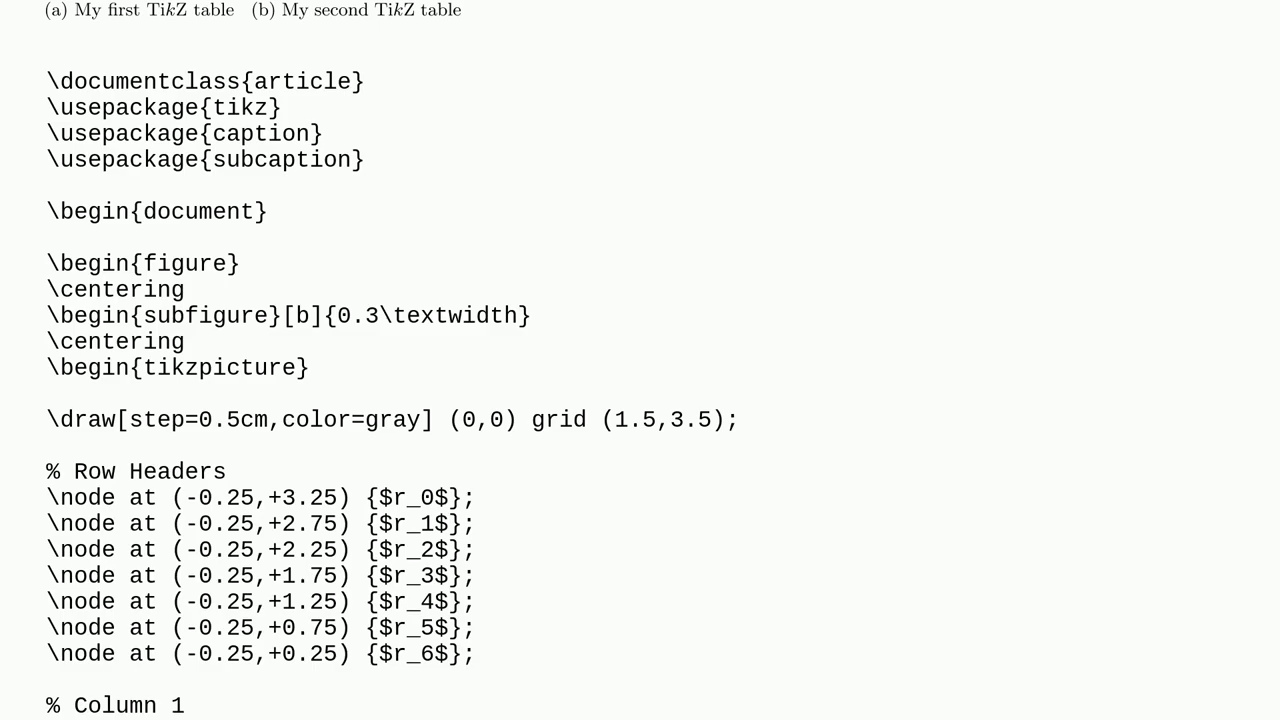 (a) My first TikZ table (b) My second TikZ table
\documentclass{article}
\usepackage{tikz}
\usepackage{caption}
\usepackage{subcaption}
\begin{document}
\begin{figure}
\centering
\begin{subfigure}[b]{0.3\textwidth}
\centering
\begin{tikzpicture}
\draw[step=0.5cm,color=gray] (0,0) grid (1.5,3.5);
% Row Headers
\node at (-0.25,+3.25) {$r_0$};
\node at (-0.25,+2.75) {$r_1$};
\node at (-0.25,+2.25) {$r_2$};
\node at (-0.25,+1.75) {$r_3$};
\node at (-0.25,+1.25) {$r_4$};
\node at (-0.25,+0.75) {$r_5$};
\node at (-0.25,+0.25) {$r_6$};
% Column 1